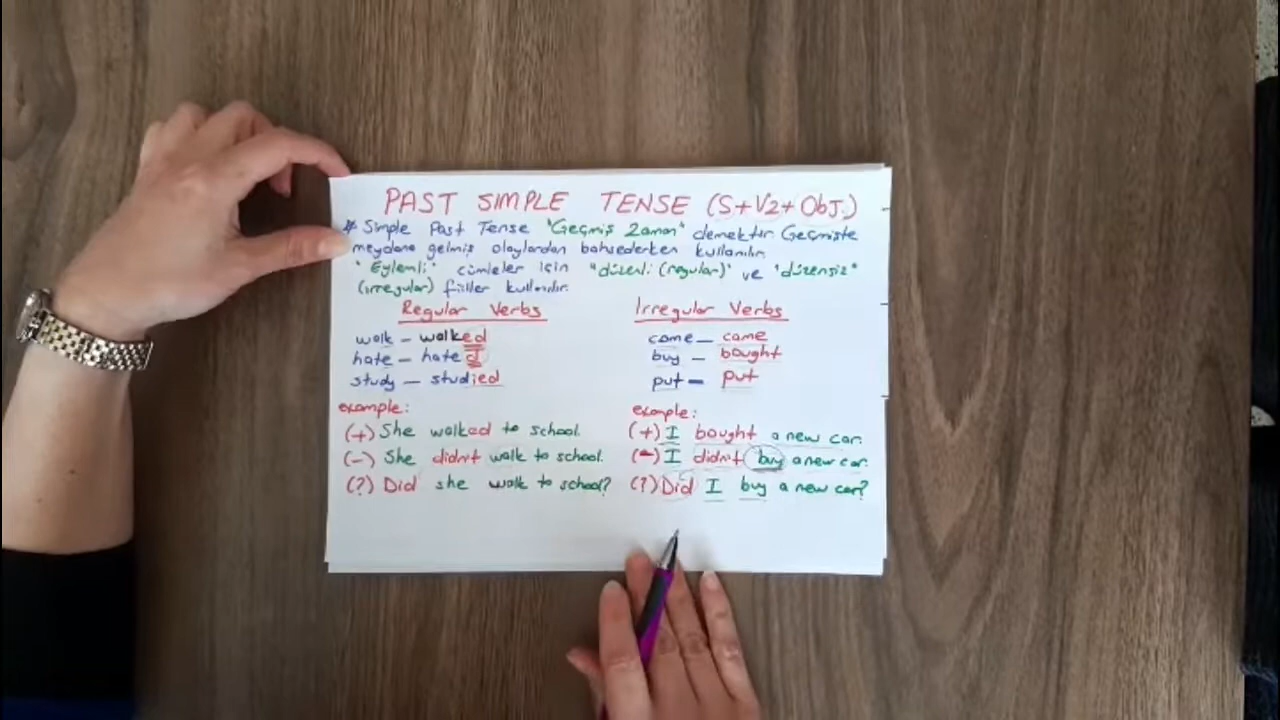 PAST SIMPLE TENSE (S+V2+ObJ.)
* Simple Past Tense "Geçmiş Zaman" demektir. Geçmişte
meydana gelmiş olaylardan bahsederken kullanılır.
"Eylemli" cümleler için "düzenli (regular)" ve "düzensiz"
(irregular) fiiller kullanılır.
Regular Verbs
walk – walked
hate – hated
study – studied
example:
(+) She walked to school.
(-) She didn't walk to school.
(?) Did she walk to school?
Irregular Verbs
come – came
buy – bought
put – put
example:
(+) I bought a new car.
(-) I didn't buy a new car.
(?) Did I buy a new car?